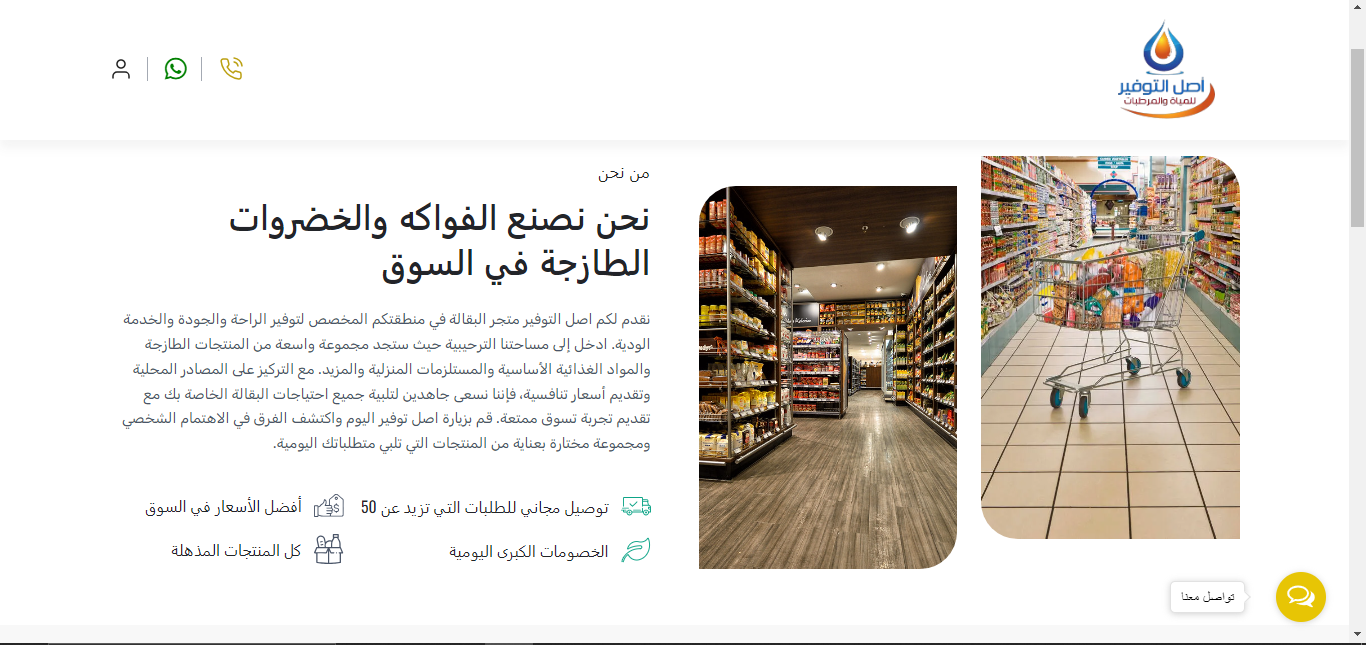 أصل التوفير
للمياة والمرطبات
من نحن
نحن نصنع الفواكه والخضروات
الطازجة في السوق
نقدم لكم اصل التوفير متجر البقالة في منطقتكم المخصص لتوفير الراحة والجودة والخدمة
الودية. ادخل إلى مساحتنا الترحيبية حيث ستجد مجموعة واسعة من المنتجات الطازجة
والمواد الغذائية الأساسية والمستلزمات المنزلية والمزيد. مع التركيز على المصادر المحلية
وتقديم أسعار تنافسية، فإننا نسعى جاهدين لتلبية جميع احتياجات البقالة الخاصة بك مع
تقديم تجربة تسوق ممتعة. قم بزيارة اصل توفير اليوم واكتشف الفرق في الاهتمام الشخصي
ومجموعة مختارة بعناية من المنتجات التي تلبي متطلباتك اليومية.
توصيل مجاني للطلبات التي تزيد عن 50
أفضل الأسعار في السوق
الخصومات الكبرى اليومية
كل المنتجات المذهلة
تواصل معنا